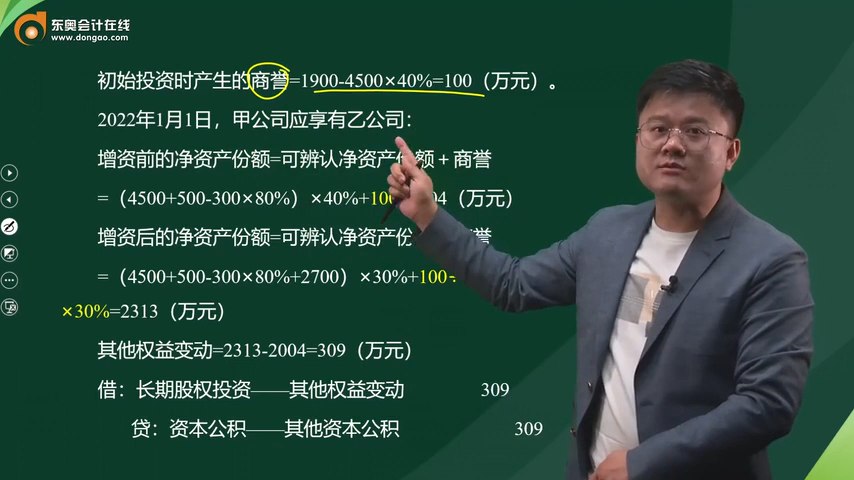 东奥会计在线
www.dongao.com
初始投资时产生的商誉=1900-4500×40%=100（万元）。
2022年1月1日，甲公司应享有乙公司：
增资前的净资产份额=可辨认净资产份额＋商誉
=（4500+500-300×80%）×40%+100 04（万元）
增资后的净资产份额=可辨认净资产份 誉
=（4500+500-300×80%+2700）×30%+100
×30%=2313（万元）
其他权益变动=2313-2004=309（万元）
借：长期股权投资——其他权益变动 309
贷：资本公积——其他资本公积 309